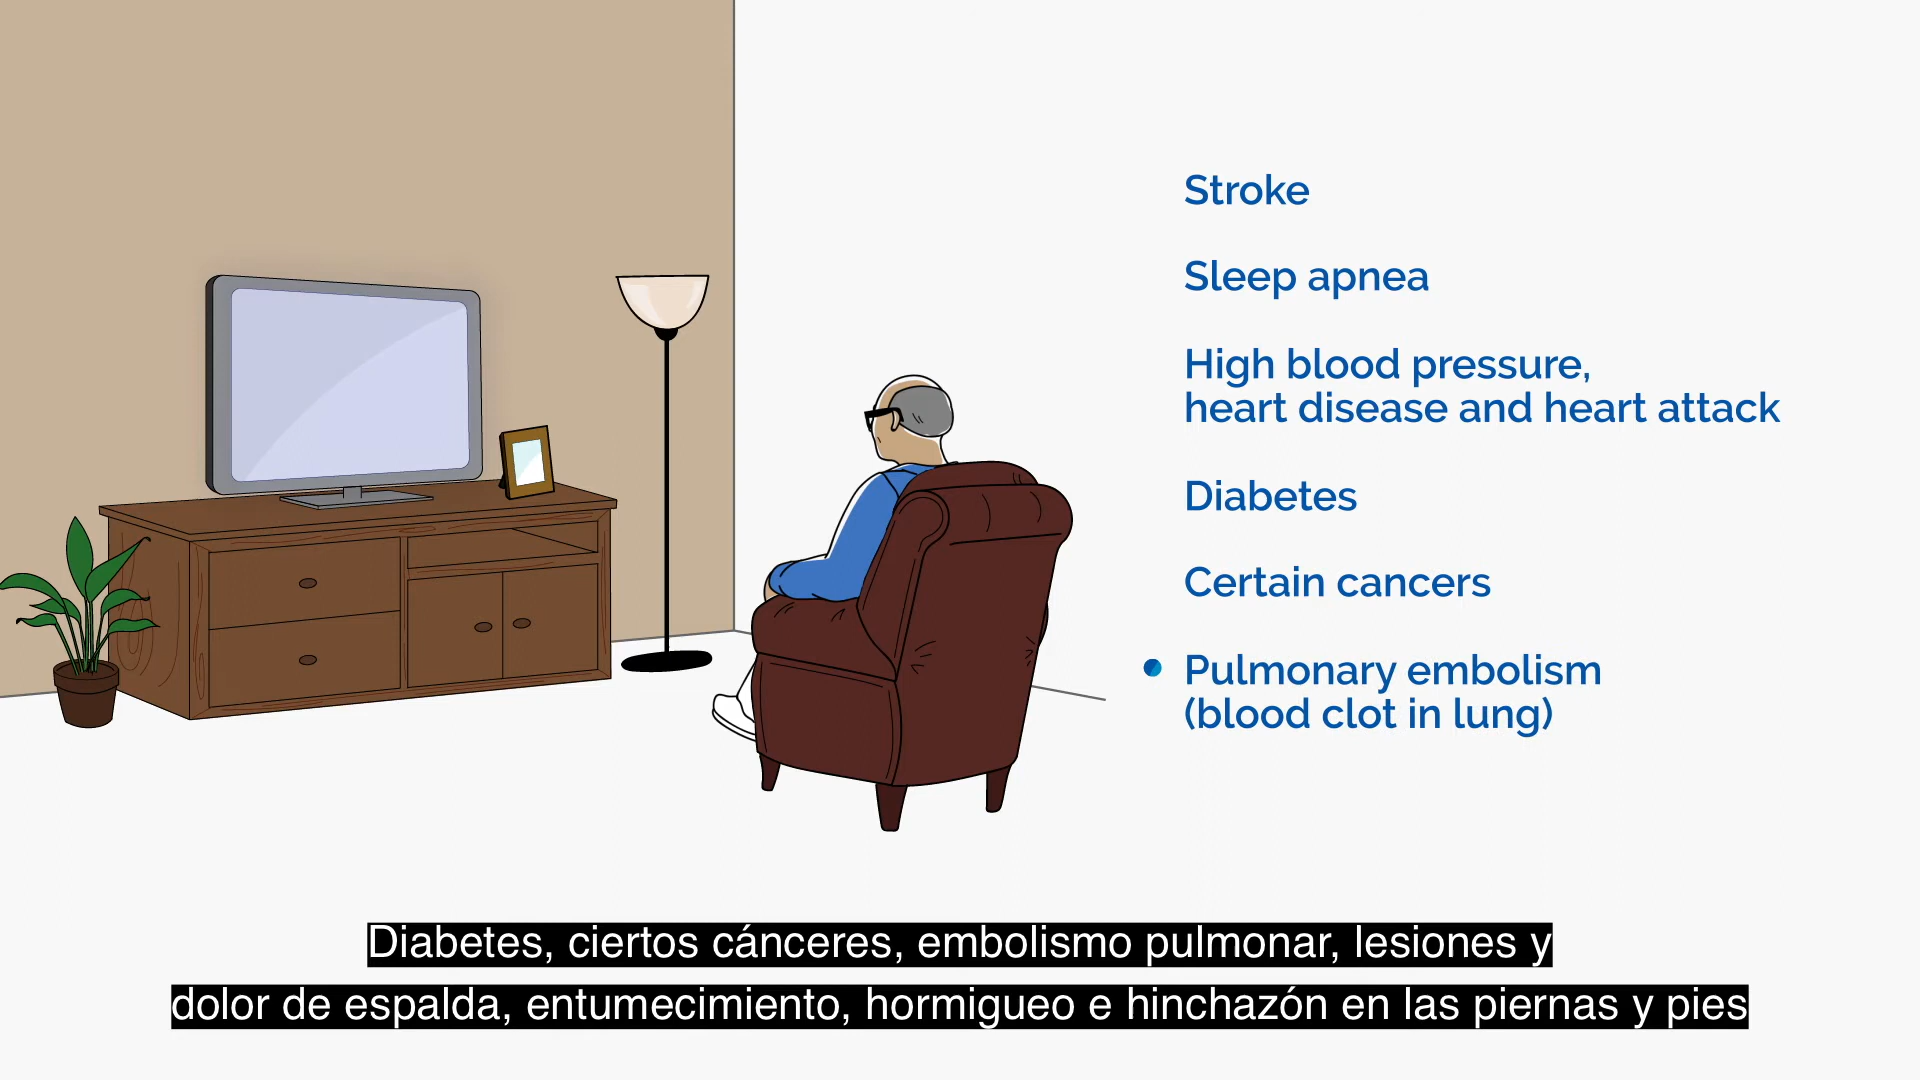 Stroke
Sleep apnea
High blood pressure,
heart disease and heart attack
Diabetes
Certain cancers
Pulmonary embolism
(blood clot in lung)
Diabetes, ciertos cánceres, embolismo pulmonar, lesiones y
dolor de espalda, entumecimiento, hormigueo e hinchazón en las piernas y pies